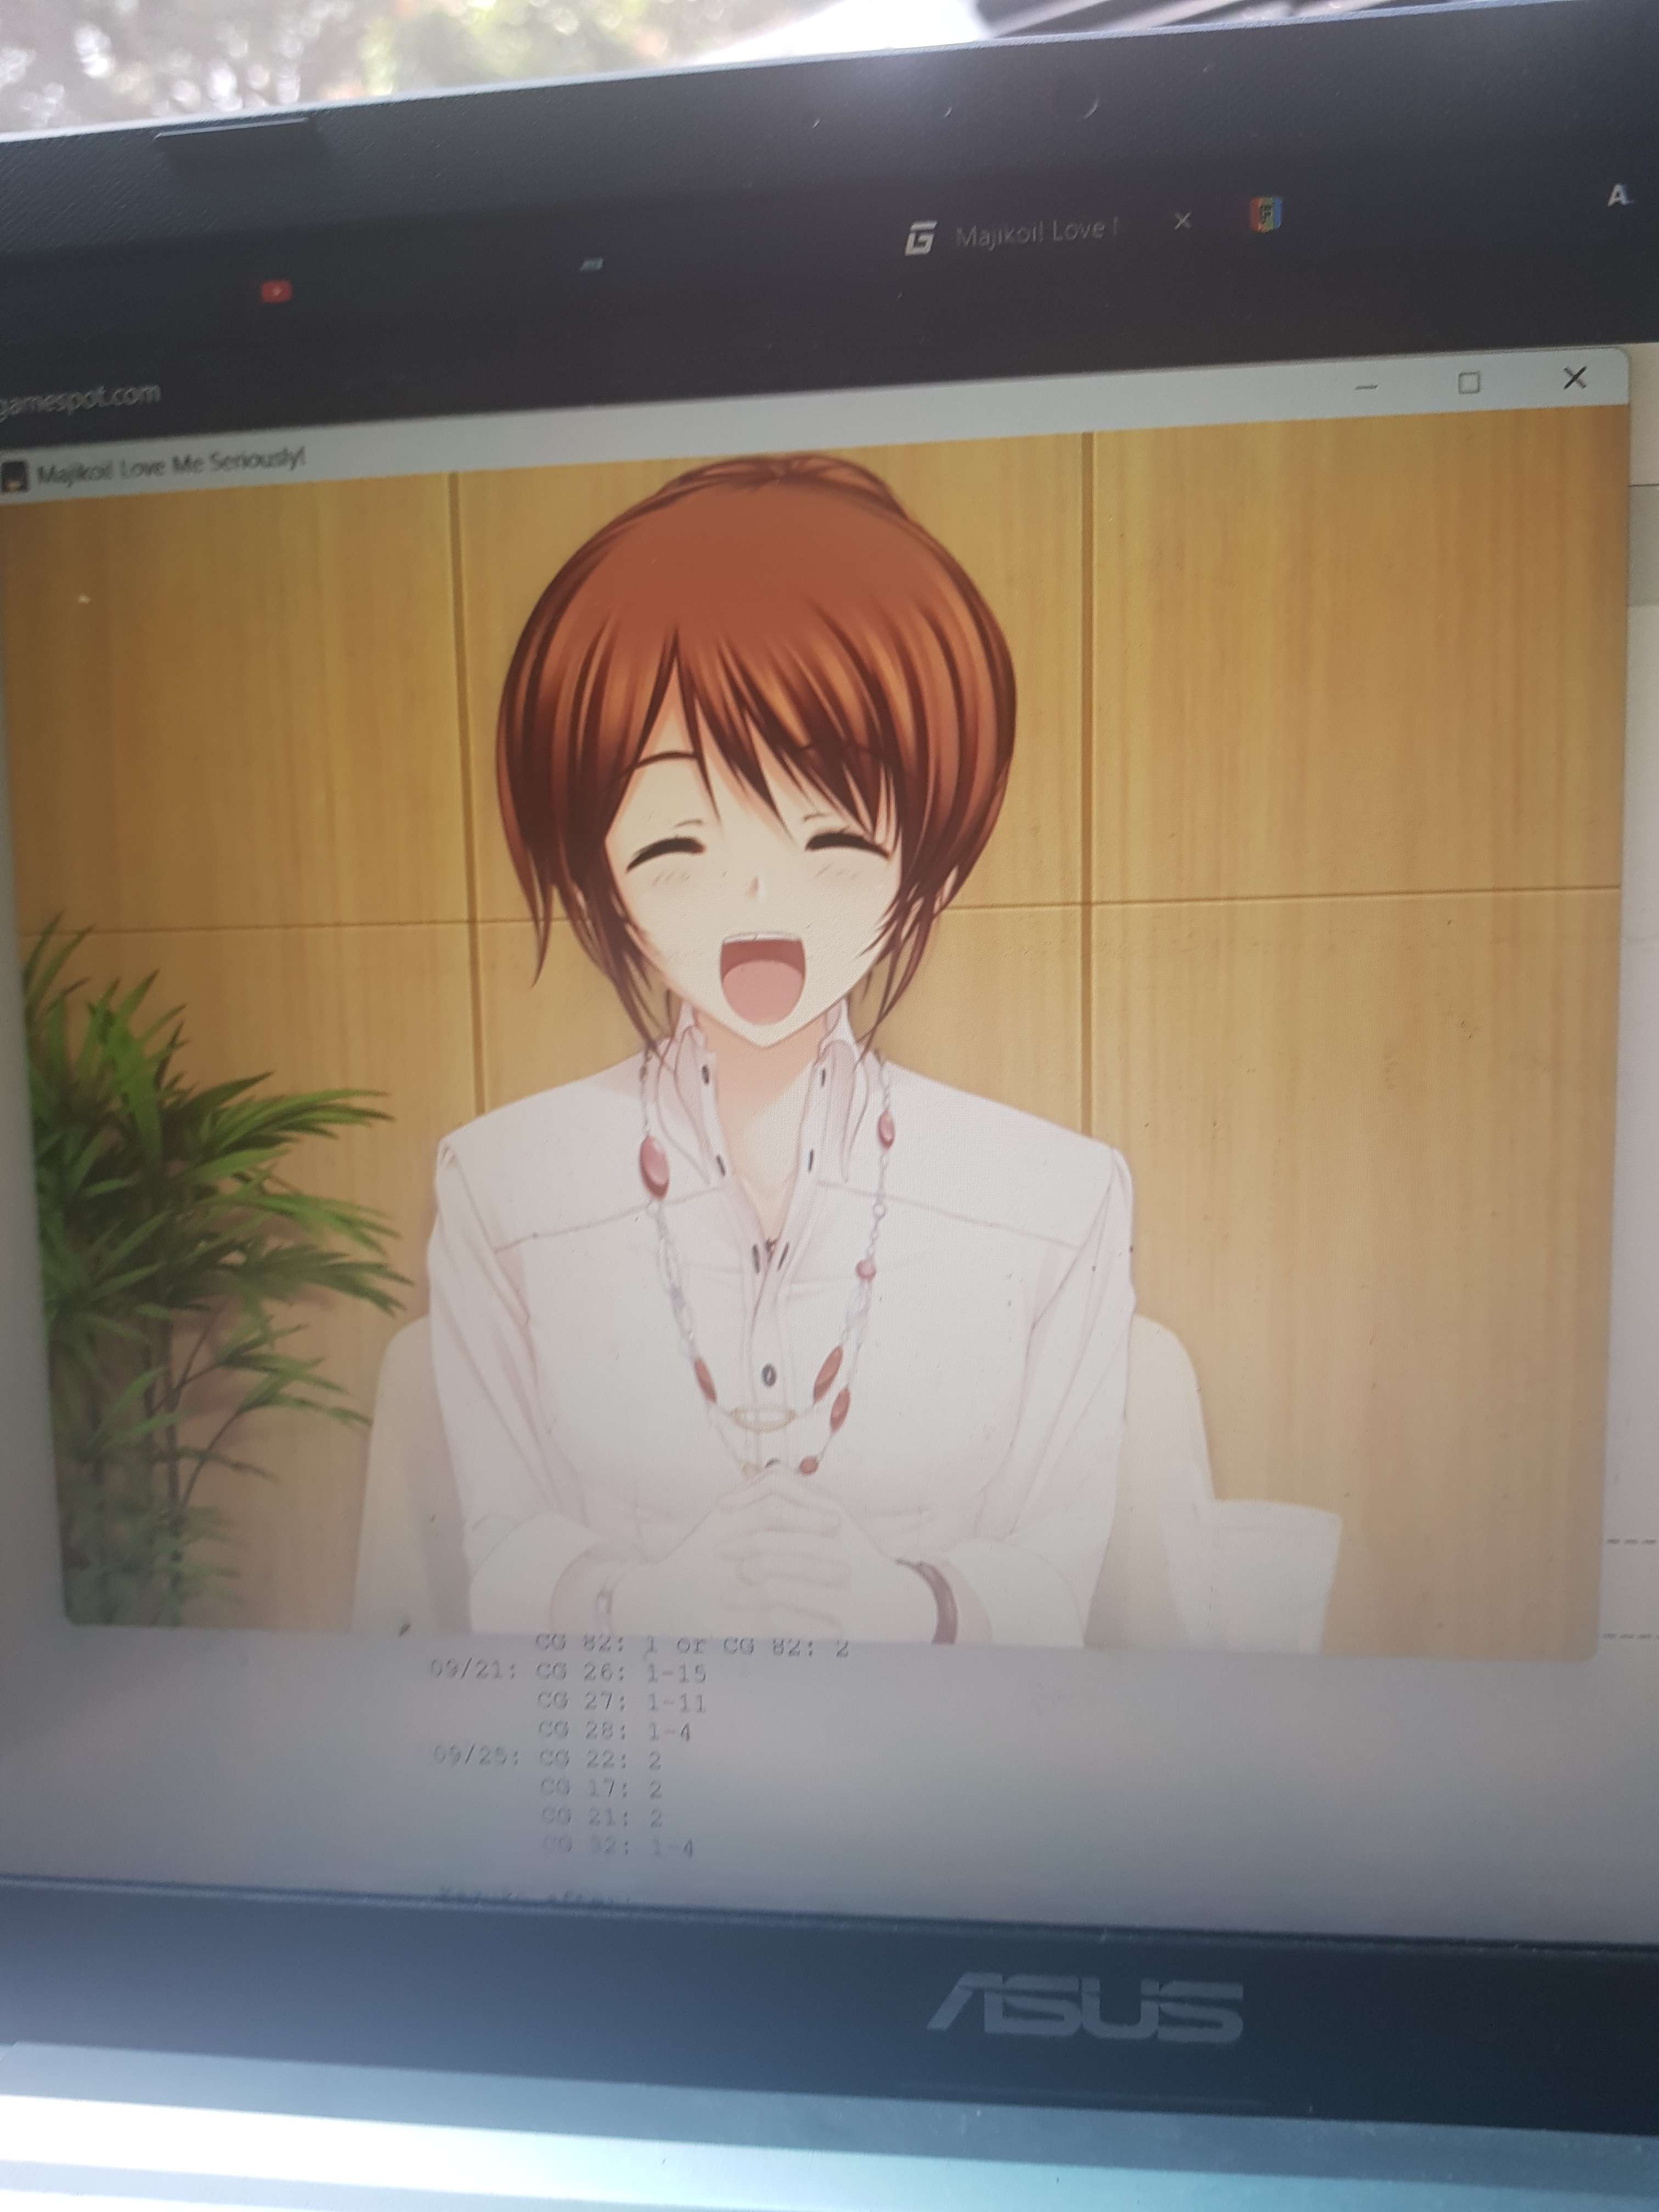 Majikoi! Love
A
gamespot.com
Majikoi! Love Me Seriously!
CG 82: 1 or CG 82: 2
09/21: CG 26: 1-15
CG 27: 1-11
CG 28: 1-4
09/25: CG 22: 2
CG 17: 2
CG 21: 2
CG 32: 1-4
after:
ASUS